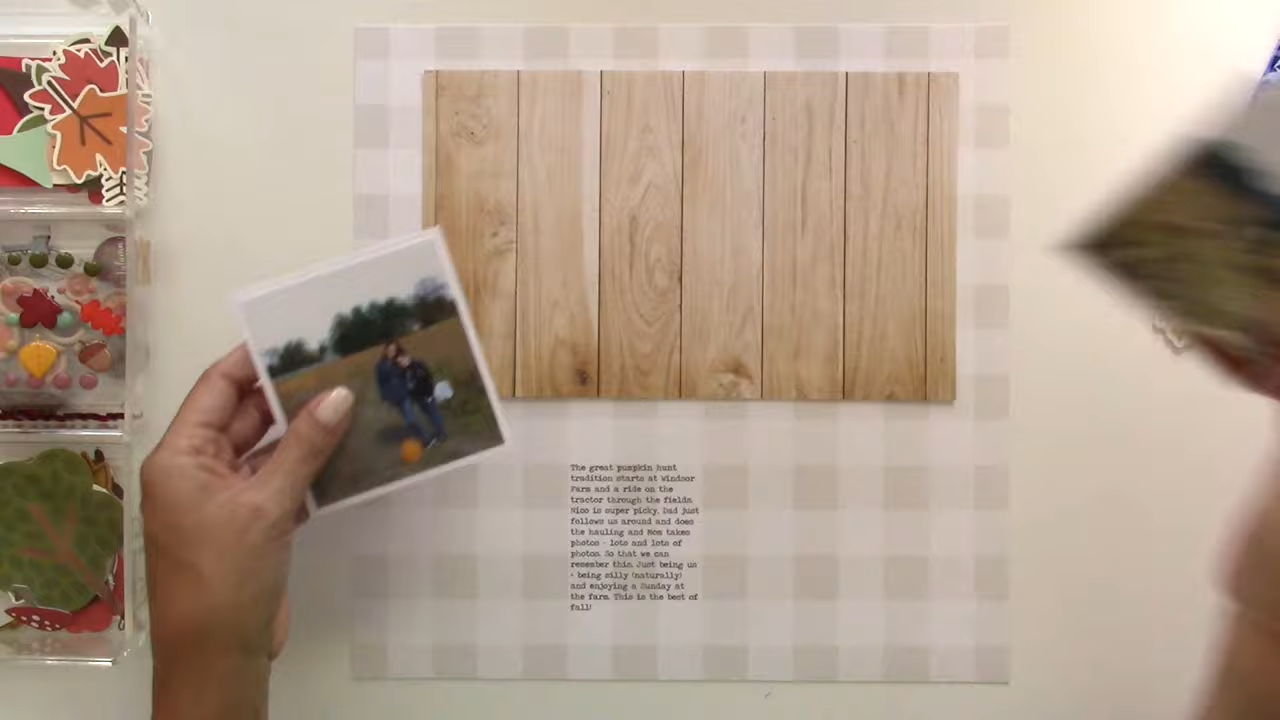 The great pumpkin hunt
tradition starts at Windsor
Farm and a ride on the
tractor through the fields.
Nico is super picky, Dad just
follows us around and does
the hauling and Mom takes
photos - lots and lots of
photos. So that we can
remember this. Just being us
- being silly (naturally)
and enjoying a Sunday at
the farm. This is the best of
fall!